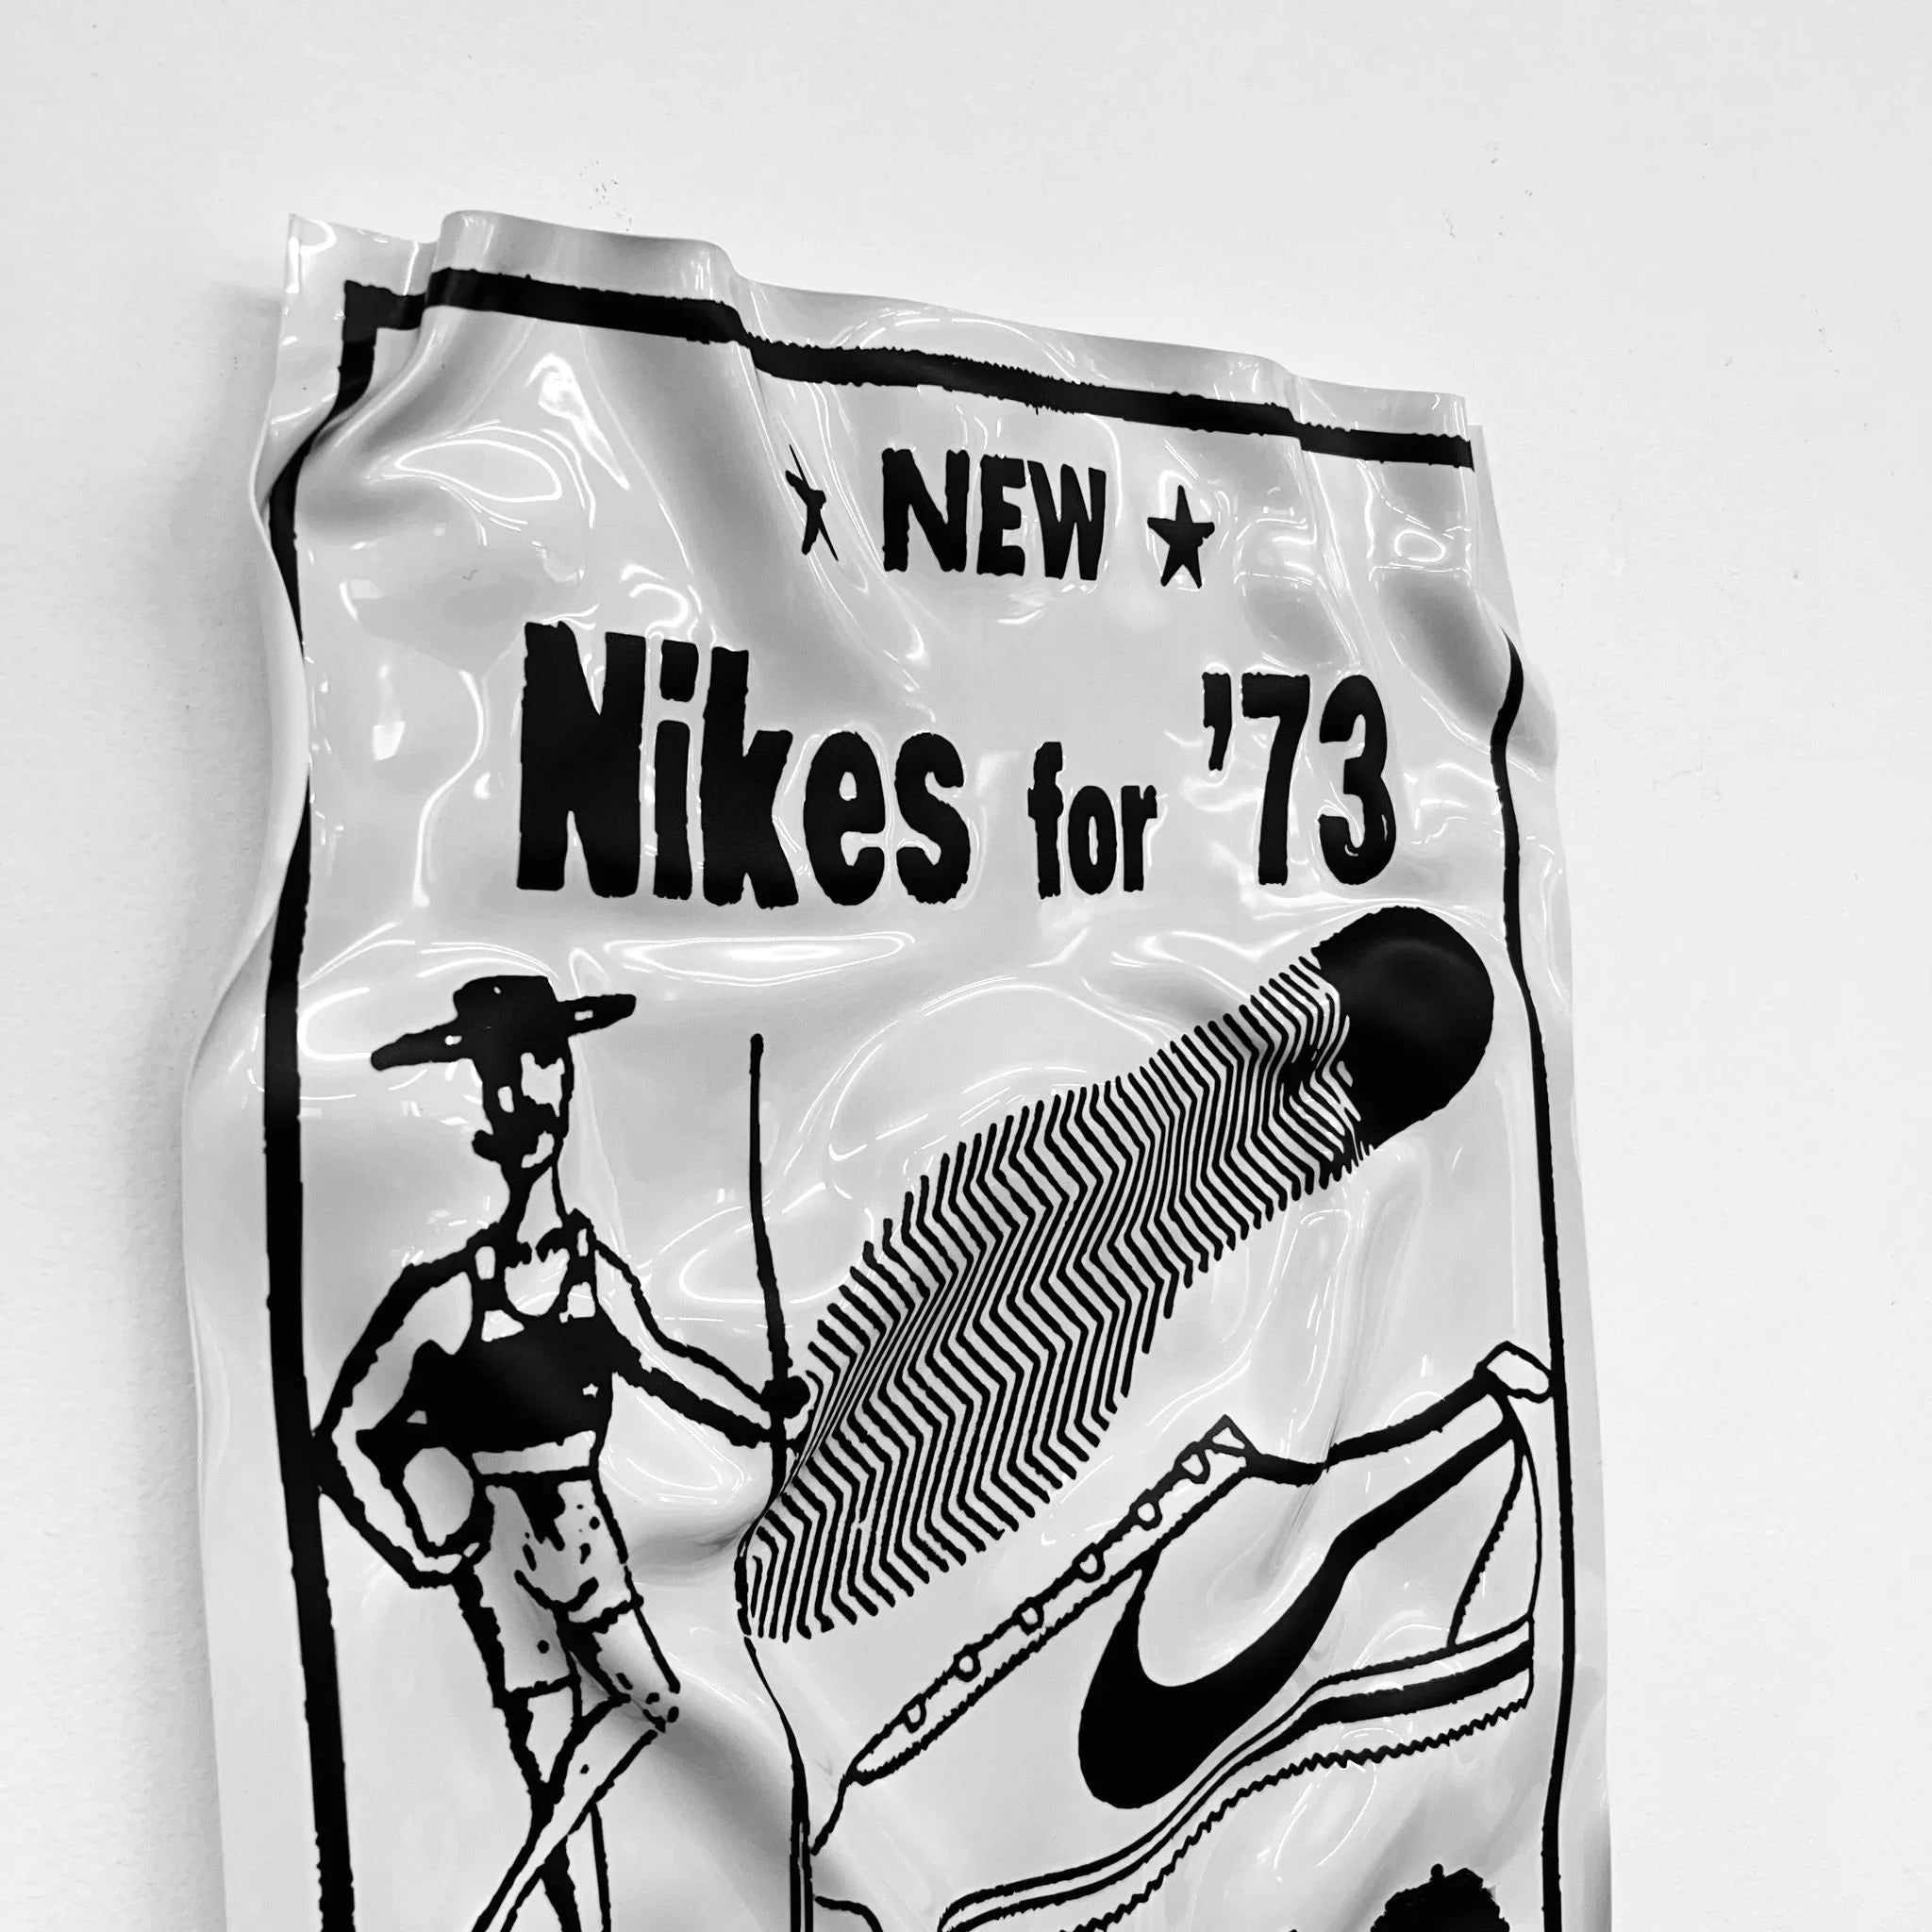 ★ NEW ★
Nikes for '73